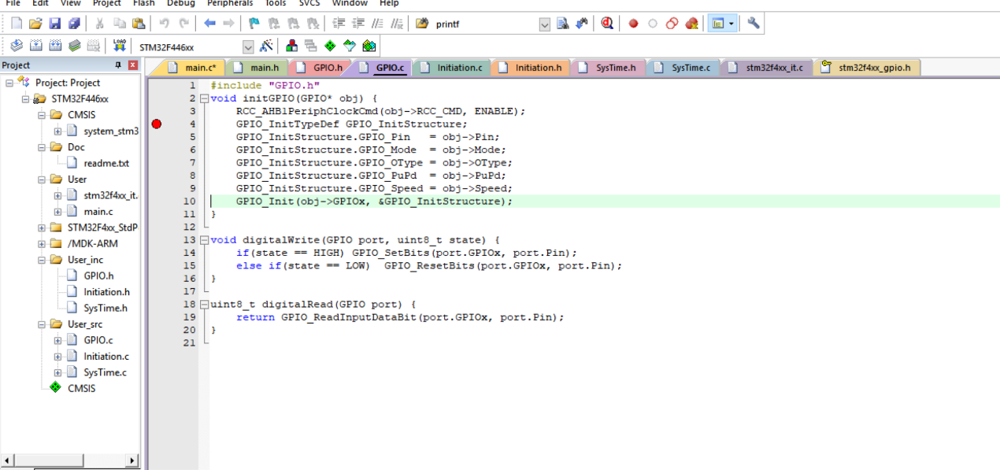 File Edit View Project Flash Debug Peripherals Tools SVCS Window Help
printf
LOAD STM32F446xx
Project
main.c* main.h GPIO.h GPIO.c Initiation.c Initiation.h SysTime.h SysTime.c stm32f4xx_it.c stm32f4xx_gpio.h
Project: Project
STM32F446xx
CMSIS
system_stm3
Doc
readme.txt
User
stm32f4xx_it.
main.c
STM32F4xx_StdP
/MDK-ARM
User_inc
GPIO.h
Initiation.h
SysTime.h
User_src
GPIO.c
Initiation.c
SysTime.c
CMSIS
1 #include "GPIO.h"
2 void initGPIO(GPIO* obj) {
3 RCC_AHB1PeriphClockCmd(obj->RCC_CMD, ENABLE);
4 GPIO_InitTypeDef GPIO_InitStructure;
5 GPIO_InitStructure.GPIO_Pin = obj->Pin;
6 GPIO_InitStructure.GPIO_Mode = obj->Mode;
7 GPIO_InitStructure.GPIO_OType = obj->OType;
8 GPIO_InitStructure.GPIO_PuPd = obj->PuPd;
9 GPIO_InitStructure.GPIO_Speed = obj->Speed;
10 GPIO_Init(obj->GPIOx, &GPIO_InitStructure);
11 }
12
13 void digitalWrite(GPIO port, uint8_t state) {
14 if(state == HIGH) GPIO_SetBits(port.GPIOx, port.Pin);
15 else if(state == LOW) GPIO_ResetBits(port.GPIOx, port.Pin);
16 }
17
18 uint8_t digitalRead(GPIO port) {
19 return GPIO_ReadInputDataBit(port.GPIOx, port.Pin);
20 }
21